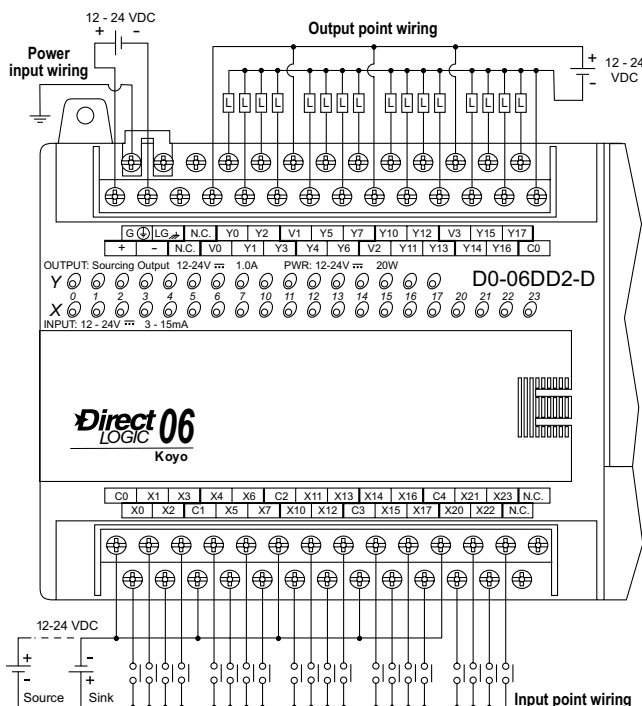 12 - 24 VDC
+ -
Power
input wiring
Output point wiring
+
-
12 - 24
VDC
L L L L L L L L L L L L L L L L
G LG N.C. Y0 Y2 V1 Y5 Y7 Y10 Y12 V3 Y15 Y17
+ - N.C. V0 Y1 Y3 Y4 Y6 V2 Y11 Y13 Y14 Y16 C0
OUTPUT: Sourcing Output 12-24V 1.0A PWR: 12-24V 20W
D0-06DD2-D
Y
0 1 2 3 4 5 6 7 10 11 12 13 14 15 16 17 20 21 22 23
X
INPUT: 12 - 24V 3 - 15mA
Direct
LOGIC 06
Koyo
C0 X1 X3 X4 X6 C2 X11 X13 X14 X16 C4 X21 X23 N.C.
X0 X2 C1 X5 X7 X10 X12 C3 X15 X17 X20 X22 N.C.
12-24 VDC
+ -
- +
Source Sink
Input point wiring